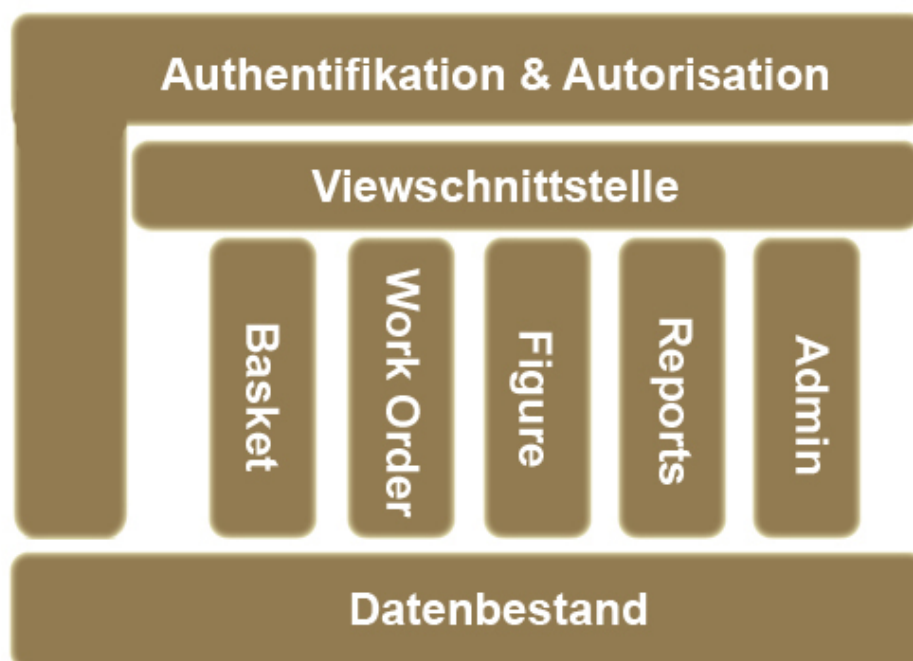 Authentifikation & Autorisation
Viewschnittstelle
Basket
Work Order
Figure
Reports
Admin
Datenbestand